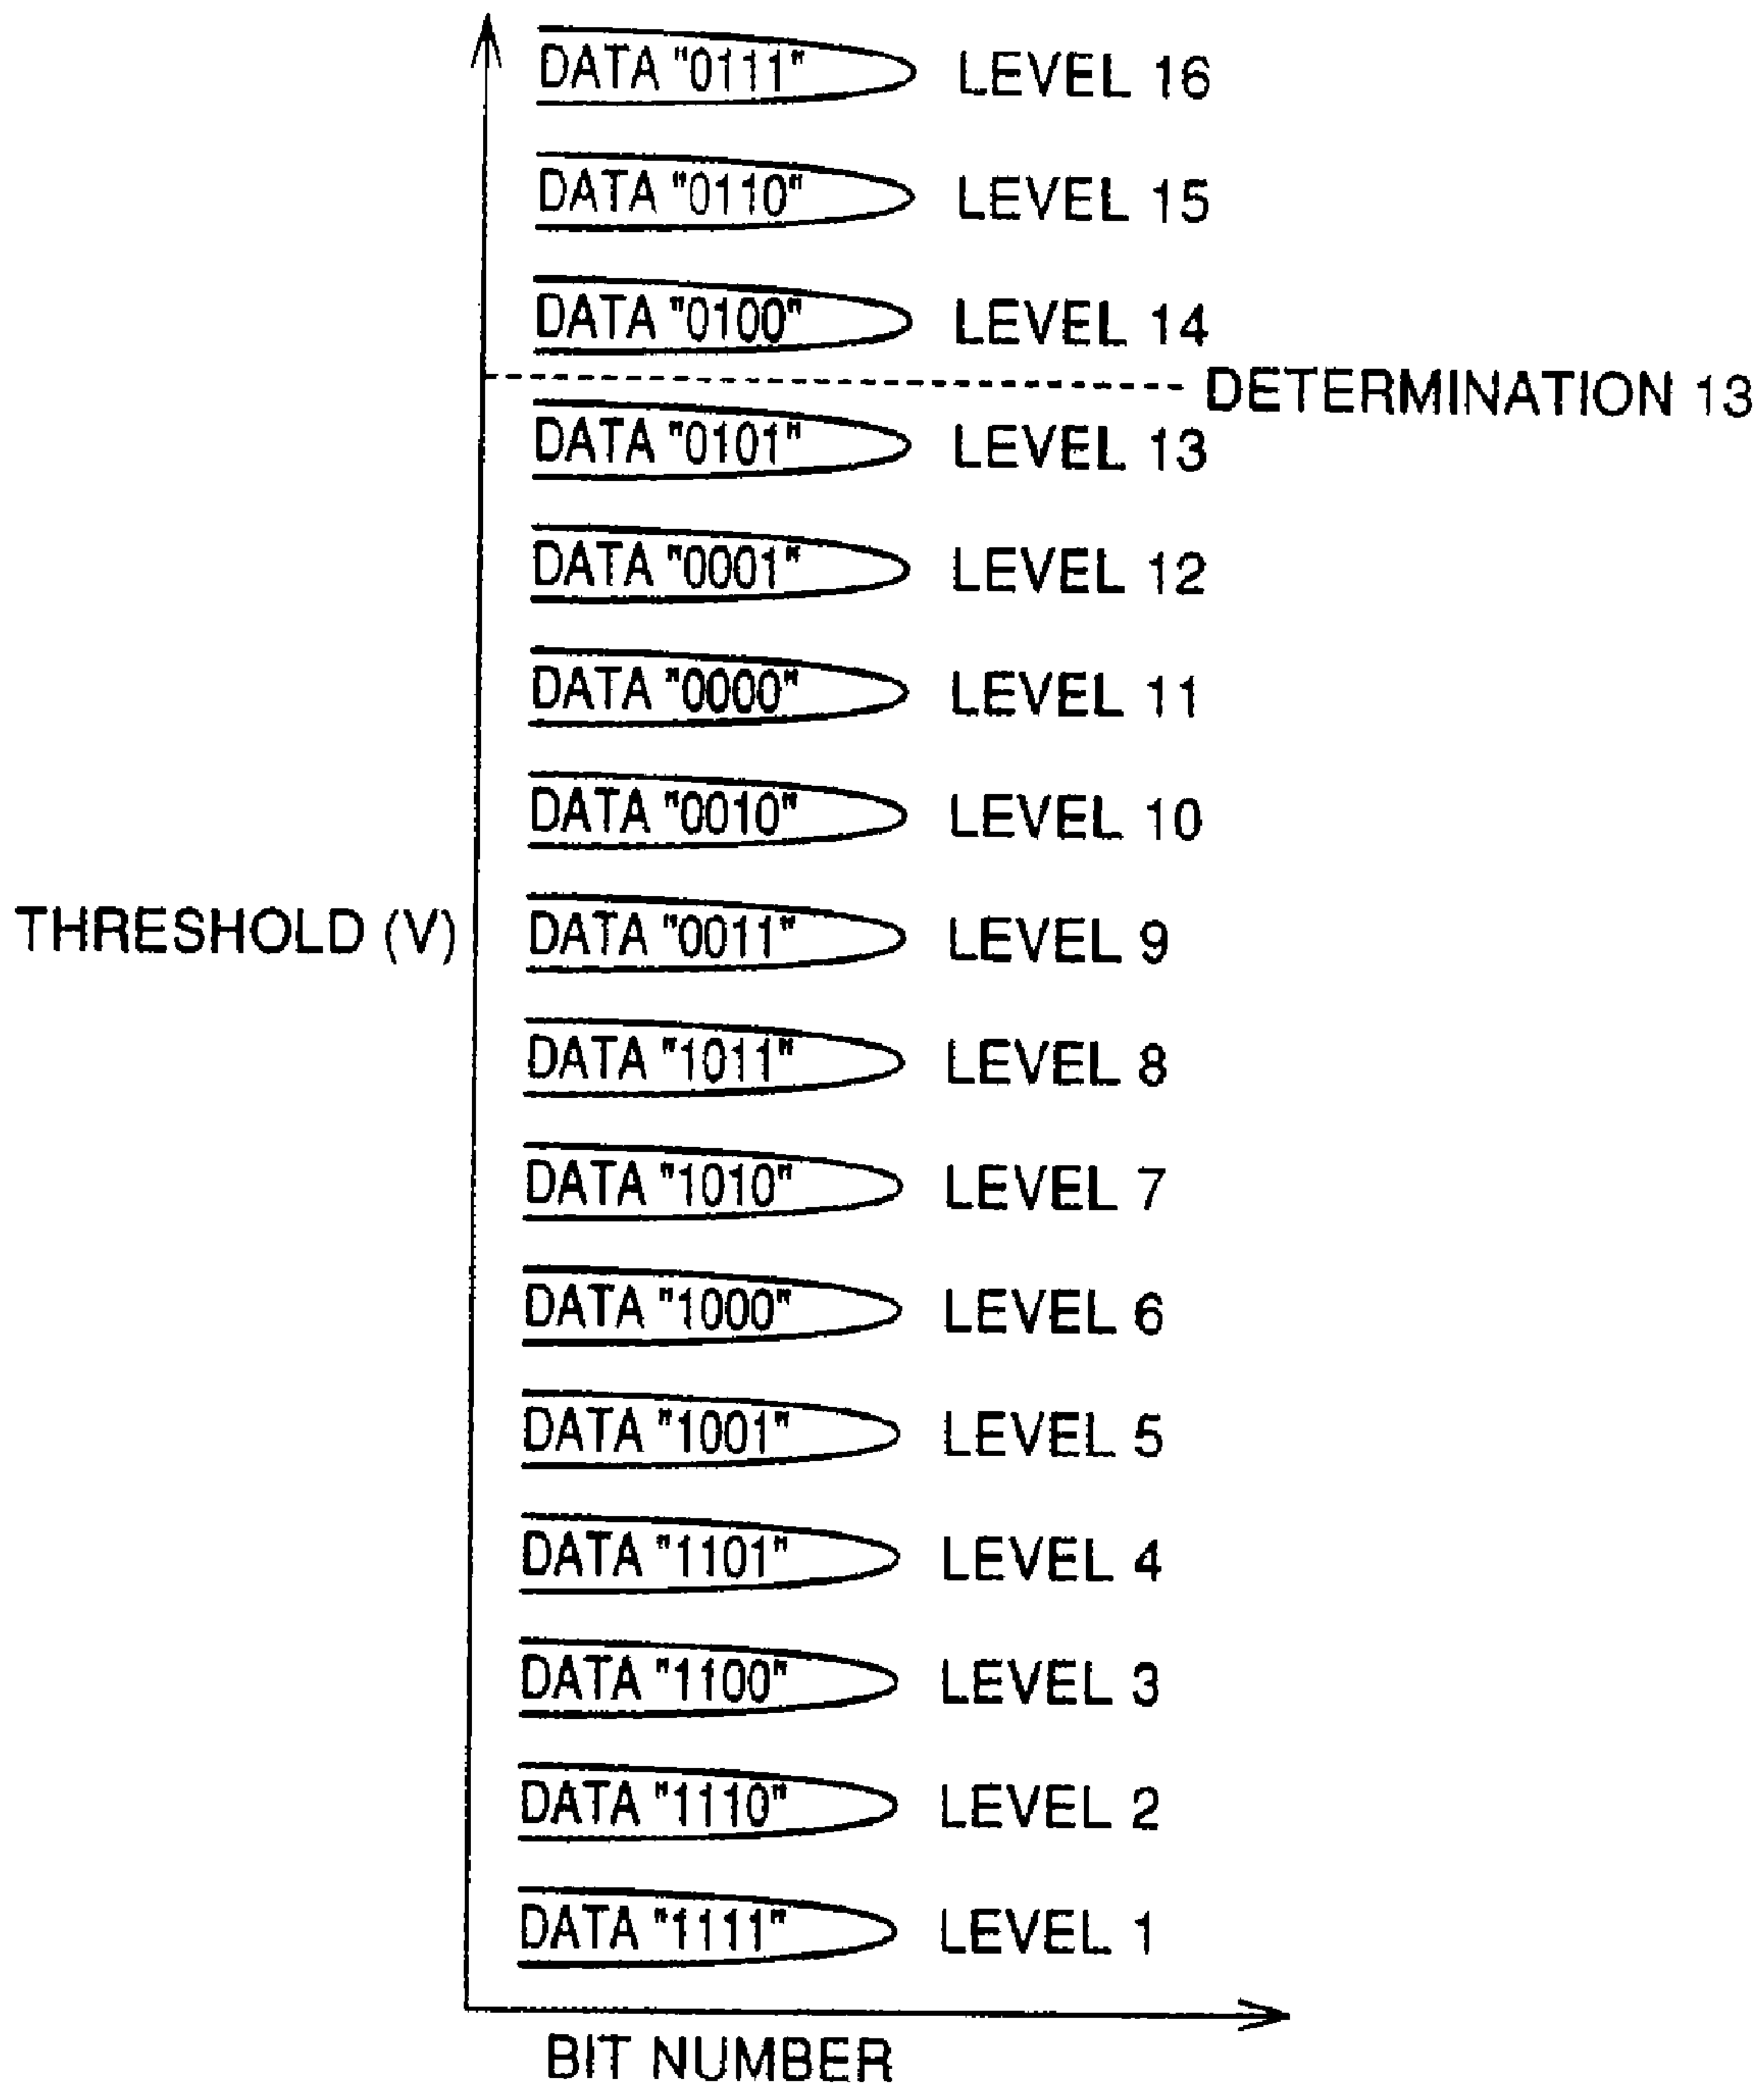 DATA "0111" LEVEL 16
DATA "0110" LEVEL 15
DATA "0100" LEVEL 14
DETERMINATION 13
DATA "0101" LEVEL 13
DATA "0001" LEVEL 12
DATA "0000" LEVEL 11
DATA "0010" LEVEL 10
THRESHOLD (V)
DATA "0011" LEVEL 9
DATA "1011" LEVEL 8
DATA "1010" LEVEL 7
DATA "1000" LEVEL 6
DATA "1001" LEVEL 5
DATA "1101" LEVEL 4
DATA "1100" LEVEL 3
DATA "1110" LEVEL 2
DATA "1111" LEVEL 1
BIT NUMBER